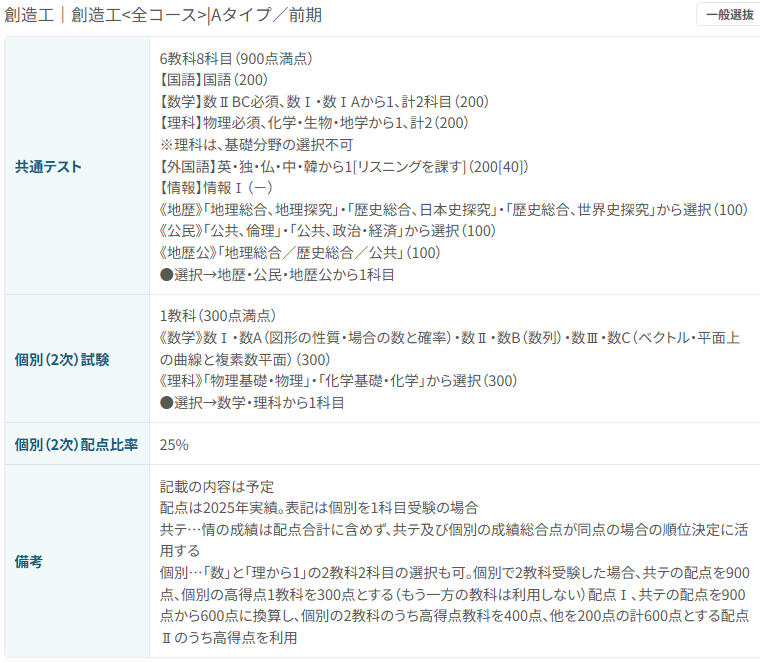 創造工｜創造工<全コース>|Aタイプ／前期
一般選抜
共通テスト
6教科8科目（900点満点）
【国語】国語（200）
【数学】数ⅡBC必須、数Ⅰ・数ⅠAから1、計2科目（200）
【理科】物理必須、化学・生物・地学から1、計2（200）
※理科は、基礎分野の選択不可
【外国語】英・独・仏・中・韓から1[リスニングを課す]（200[40]）
【情報】情報Ⅰ（－）
《地歴》「地理総合、地理探究」・「歴史総合、日本史探究」・「歴史総合、世界史探究」から選択（100）
《公民》「公共、倫理」・「公共、政治・経済」から選択（100）
《地歴公》「地理総合／歴史総合／公共」（100）
●選択→地歴・公民・地歴公から1科目
個別（2次）試験
1教科（300点満点）
《数学》数Ⅰ・数A（図形の性質・場合の数と確率）・数Ⅱ・数B（数列）・数Ⅲ・数C（ベクトル・平面上
の曲線と複素数平面）（300）
《理科》「物理基礎・物理」・「化学基礎・化学」から選択（300）
●選択→数学・理科から1科目
個別（2次）配点比率
25%
備考
記載の内容は予定
配点は2025年実績。表記は個別を1科目受験の場合
共テ…情の成績は配点合計に含めず、共テ及び個別の成績総合点が同点の場合の順位決定に活
用する
個別…「数」と「理から1」の2教科2科目の選択も可。個別で2教科受験した場合、共テの配点を900
点、個別の高得点1教科を300点とする（もう一方の教科は利用しない）配点Ⅰ、共テの配点を900
点から600点に換算し、個別の2教科のうち高得点教科を400点、他を200点の計600点とする配点
Ⅱのうち高得点を利用